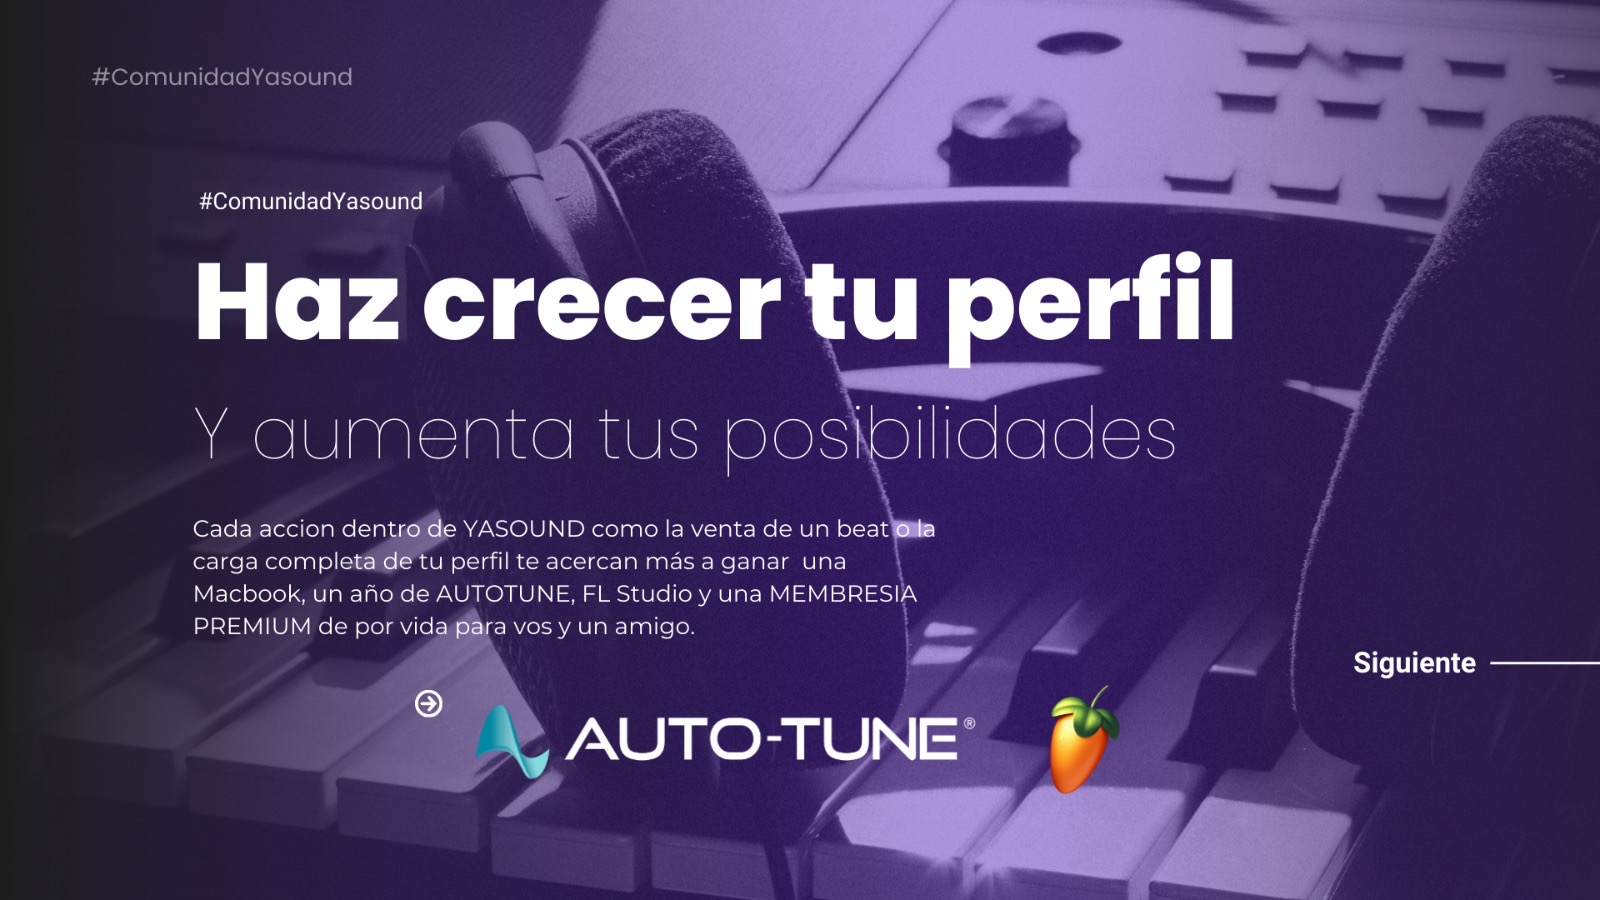 #ComunidadYasound
#ComunidadYasound
Haz crecer tu perfil
Y aumenta tus posibilidades
Cada accion dentro de YASOUND como la venta de un beat o la
carga completa de tu perfil te acercan más a ganar  una
Macbook, un año de AUTOTUNE, FL Studio y una MEMBRESIA
PREMIUM de por vida para vos y un amigo.
Siguiente
AUTO-TUNE®